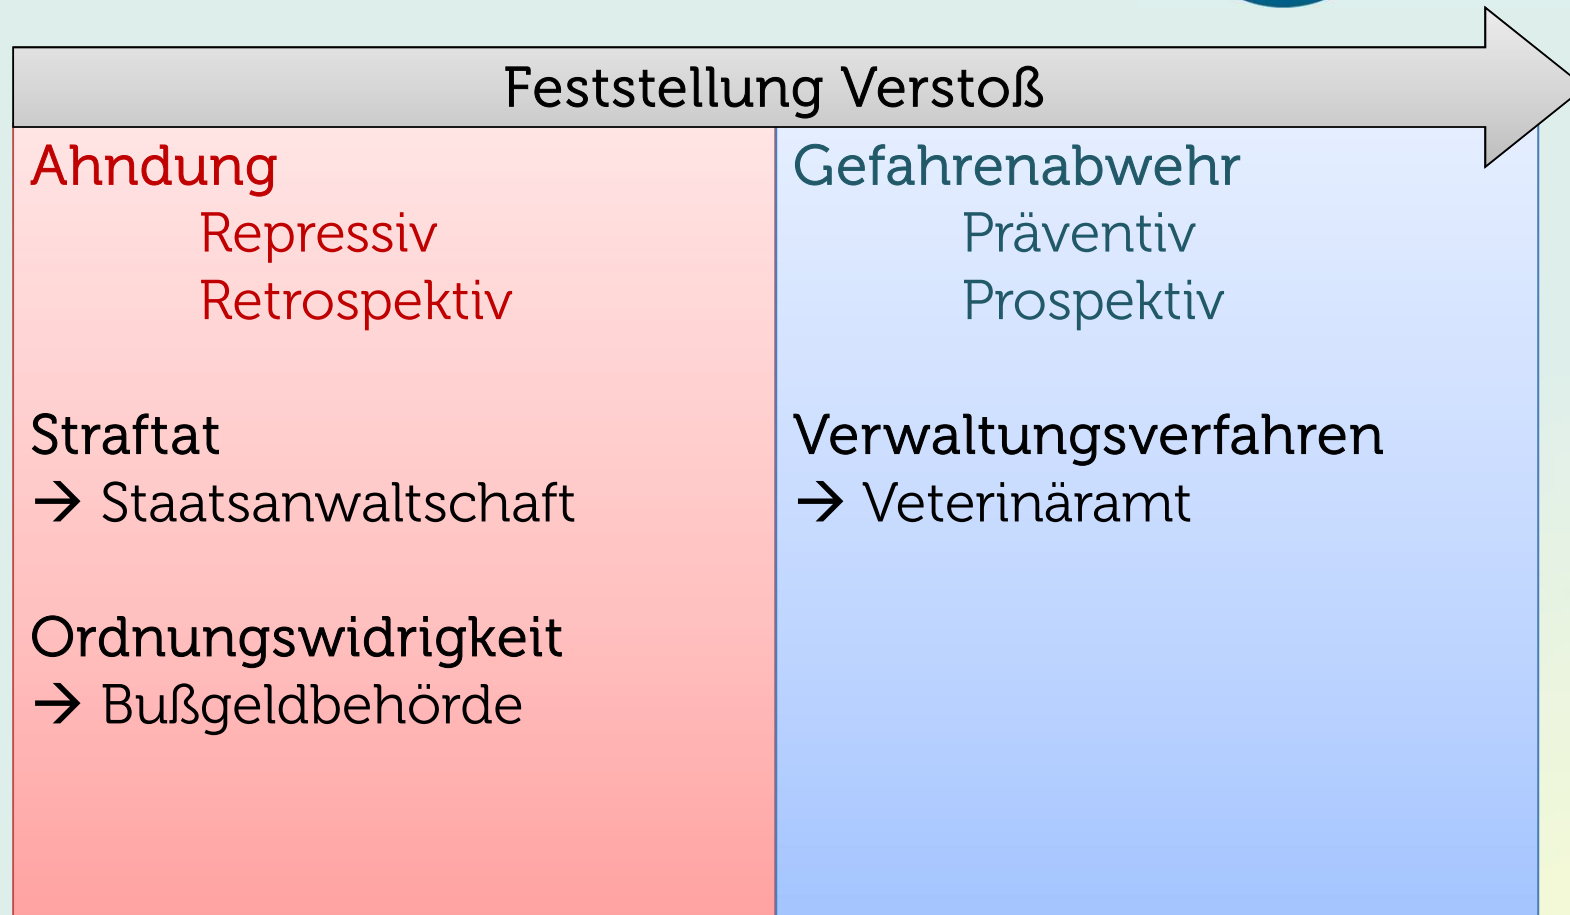 Feststellung Verstoß
Ahndung
Repressiv
Retrospektiv
Straftat
→ Staatsanwaltschaft
Ordnungswidrigkeit
→ Bußgeldbehörde
Gefahrenabwehr
Präventiv
Prospektiv
Verwaltungsverfahren
→ Veterinäramt